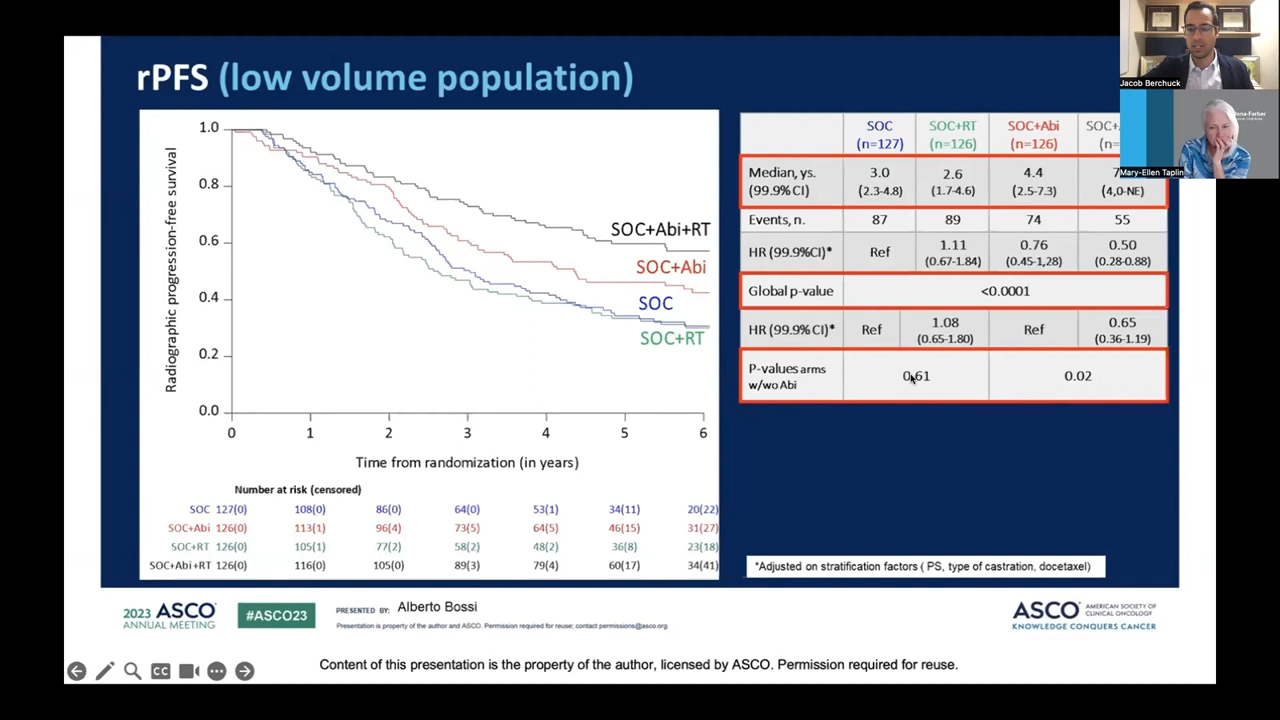 rPFS (low volume population)
Jacob Berchuck
Mary-Ellen Taplin
Radiographic progression-free survival
1.0
0.8
0.6
0.4
0.2
0.0
SOC+Abi+RT
SOC+Abi
SOC
SOC+RT
0 1 2 3 4 5 6
Time from randomization (in years)
Number at risk (censored)
SOC 127(0) 108(0) 86(0) 64(0) 53(1) 34(11) 20(22)
SOC+Abi 126(0) 113(1) 96(4) 73(5) 64(5) 46(15) 31(27)
SOC+RT 126(0) 105(1) 77(2) 58(2) 48(2) 36(8) 23(18)
SOC+Abi+RT 126(0) 116(0) 105(0) 89(3) 79(4) 60(17) 34(41)
SOC SOC+RT SOC+Abi
(n=127) (n=126) (n=126) (n=
Median, ys. 3.0 2.6 4.4
(99.9% CI) (2.3-4.8) (1.7-4.6) (2.5-7.3) (4,0-NE)
Events, n. 87 89 74 55
HR (99.9%CI)* Ref 1.11 0.76 0.50
(0.67-1.84) (0.45-1,28) (0.28-0.88)
Global p-value <0.0001
HR (99.9% CI)* Ref 1.08 Ref 0.65
(0.65-1.80) (0.36-1.19)
P-values arms 0.61 0.02
w/wo Abi
*Adjusted on stratification factors ( PS, type of castration, docetaxel)
2023 ASCO
ANNUAL MEETING
#ASCO23
PRESENTED BY: Alberto Bossi
Presentation is property of the author and ASCO. Permission required for reuse; contact permissions@asco.org
ASCO AMERICAN SOCIETY OF
CLINICAL ONCOLOGY
KNOWLEDGE CONQUERS CANCER
CC
Content of this presentation is the property of the author, licensed by ASCO. Permission required for reuse.